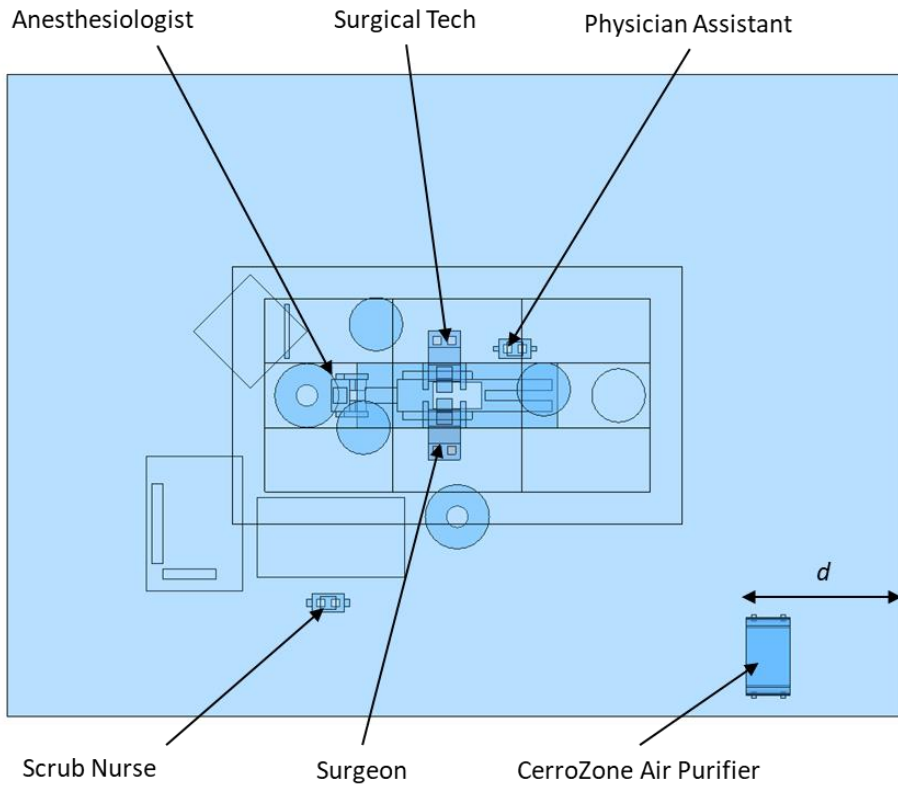 Anesthesiologist
Surgical Tech
Physician Assistant
d
Scrub Nurse
Surgeon
CerroZone Air Purifier